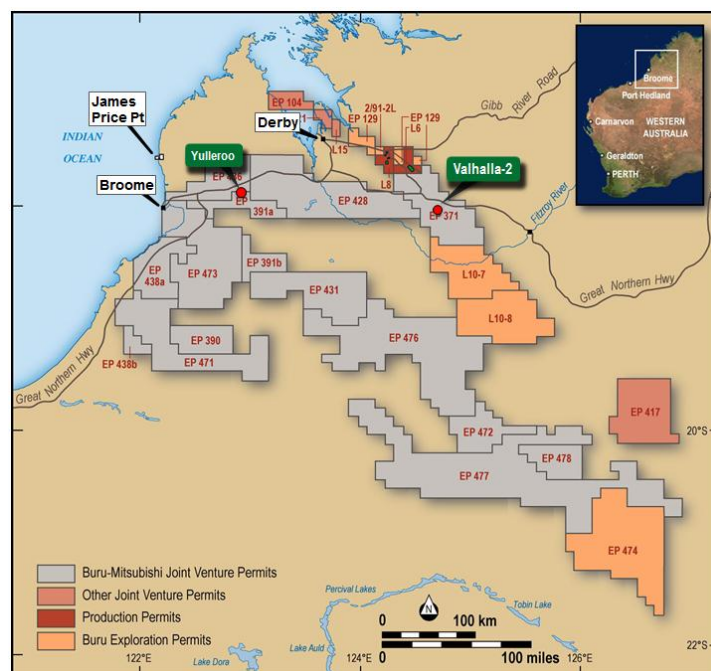 James
Price Pt
INDIAN
OCEAN
Broome
Yulleroo
Derby
Valhalla-2
EP 104
L15
EP 129
2/91-2L
EP 129
L6
L8
Gibb River Road
Fitzroy River
Great Northern Hwy
EP
391a
EP 428
EP 371
L10-7
L10-8
EP
438a
EP 473
EP 391b
EP 431
EP 390
EP 471
EP 438b
Great Northern Hwy
EP 476
EP 472
EP 477
EP 478
EP 417
EP 474
20°S
22°S
122°E
124°E
126°E
Broome
Port Hedland
Carnarvon
WESTERN
AUSTRALIA
Geraldton
PERTH
Buru-Mitsubishi Joint Venture Permits
Other Joint Venture Permits
Production Permits
Buru Exploration Permits
Percival Lakes
Tobin Lake
Lake Auld
Lake Dora
N
0 100 km
0 100 miles